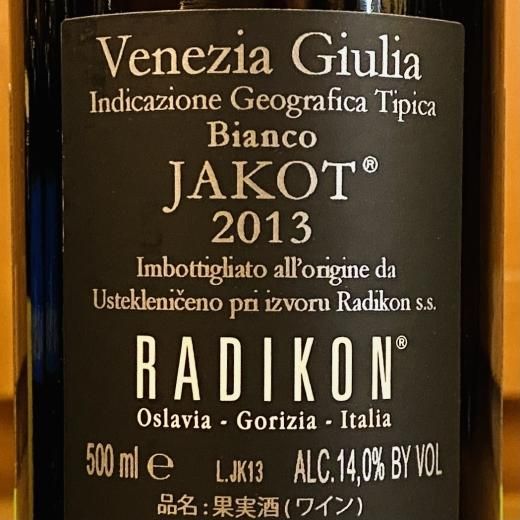 Venezia Giulia
Indicazione Geografica Tipica
Bianco
JAKOT®
2013
Imbottigliato all'origine da
Ustekleničeno pri izvoru Radikon s.s.
RADIKON®
Oslavia - Gorizia - Italia
500 ml ℮ L.JK13 ALC.14,0% BY VOL
品名:果実酒(ワイン)